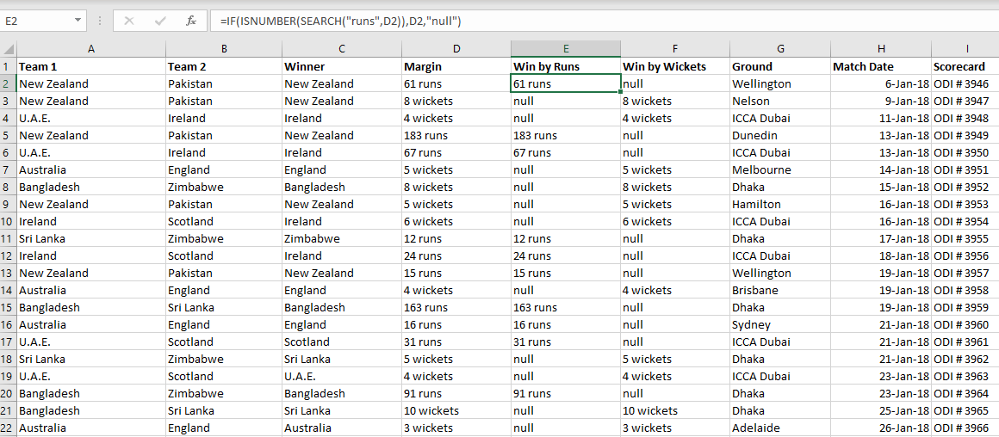 E2 fx =IF(ISNUMBER(SEARCH("runs",D2)),D2,"null")
A B C D E F G H I
1 Team 1 Team 2 Winner Margin Win by Runs Win by Wickets Ground Match Date Scorecard
2 New Zealand Pakistan New Zealand 61 runs 61 runs null Wellington 6-Jan-18 ODI # 3946
3 New Zealand Pakistan New Zealand 8 wickets null 8 wickets Nelson 9-Jan-18 ODI # 3947
4 U.A.E. Ireland Ireland 4 wickets null 4 wickets ICCA Dubai 11-Jan-18 ODI # 3948
5 New Zealand Pakistan New Zealand 183 runs 183 runs null Dunedin 13-Jan-18 ODI # 3949
6 U.A.E. Ireland Ireland 67 runs 67 runs null ICCA Dubai 13-Jan-18 ODI # 3950
7 Australia England England 5 wickets null 5 wickets Melbourne 14-Jan-18 ODI # 3951
8 Bangladesh Zimbabwe Bangladesh 8 wickets null 8 wickets Dhaka 15-Jan-18 ODI # 3952
9 New Zealand Pakistan New Zealand 5 wickets null 5 wickets Hamilton 16-Jan-18 ODI # 3953
10 Ireland Scotland Ireland 6 wickets null 6 wickets ICCA Dubai 16-Jan-18 ODI # 3954
11 Sri Lanka Zimbabwe Zimbabwe 12 runs 12 runs null Dhaka 17-Jan-18 ODI # 3955
12 Ireland Scotland Ireland 24 runs 24 runs null ICCA Dubai 18-Jan-18 ODI # 3956
13 New Zealand Pakistan New Zealand 15 runs 15 runs null Wellington 19-Jan-18 ODI # 3957
14 Australia England England 4 wickets null 4 wickets Brisbane 19-Jan-18 ODI # 3958
15 Bangladesh Sri Lanka Bangladesh 163 runs 163 runs null Dhaka 19-Jan-18 ODI # 3959
16 Australia England England 16 runs 16 runs null Sydney 21-Jan-18 ODI # 3960
17 U.A.E. Scotland Scotland 31 runs 31 runs null ICCA Dubai 21-Jan-18 ODI # 3961
18 Sri Lanka Zimbabwe Sri Lanka 5 wickets null 5 wickets Dhaka 21-Jan-18 ODI # 3962
19 U.A.E. Scotland U.A.E. 4 wickets null 4 wickets ICCA Dubai 23-Jan-18 ODI # 3963
20 Bangladesh Zimbabwe Bangladesh 91 runs 91 runs null Dhaka 23-Jan-18 ODI # 3964
21 Bangladesh Sri Lanka Sri Lanka 10 wickets null 10 wickets Dhaka 25-Jan-18 ODI # 3965
22 Australia England Australia 3 wickets null 3 wickets Adelaide 26-Jan-18 ODI # 3966